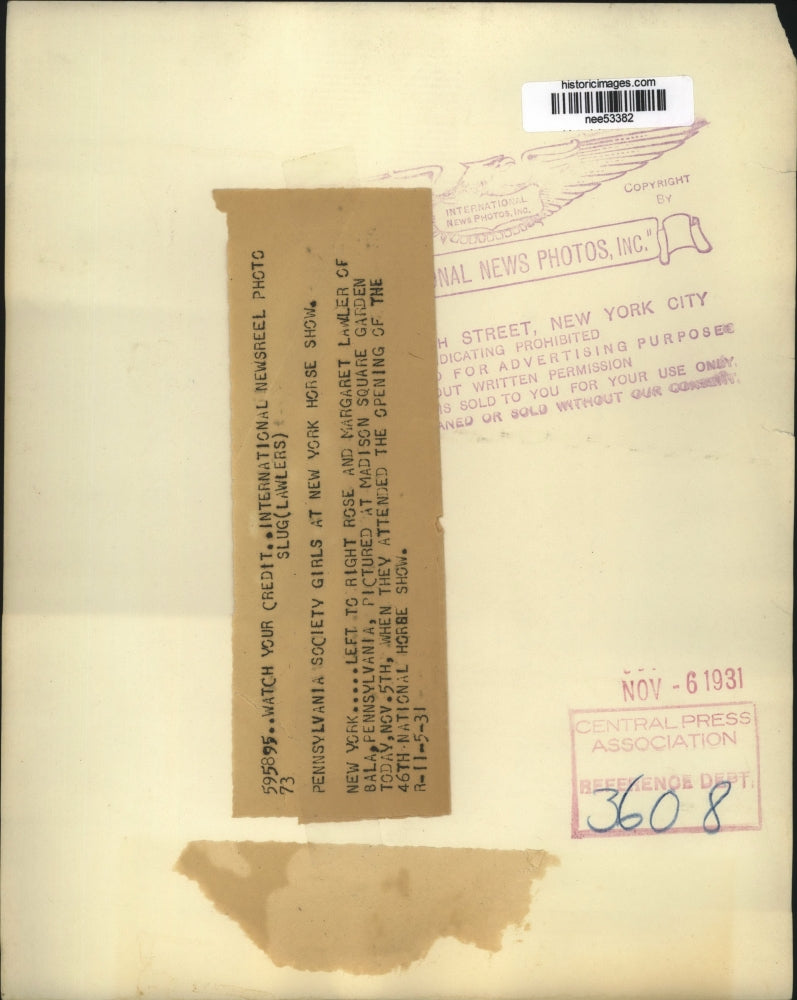 historicimages.com
nee53382
INTERNATIONAL
NEWS PHOTOS, INC.
COPYRIGHT
BY
NAL NEWS PHOTOS, INC."
H STREET, NEW YORK CITY
DICATING PROHIBITED
FOR ADVERTISING PURPOSES
OUT WRITTEN PERMISSION
IS SOLD TO YOU FOR YOUR USE ONLY.
ANED OR SOLD WITHOUT OUR CONSENT.
595895..WATCH YOUR CREDIT..INTERNATIONAL NEWSREEL PHOTO
73 SLUG(LAWLERS)
PENNSYLVANIA SOCIETY GIRLS AT NEW YORK HORSE SHOW.
NEW YORK.....LEFT TO RIGHT ROSE AND MARGARET LAWLER OF
BALA, PENNSYLVANIA, PICTURED AT MADISON SQUARE GARDEN
TODAY, NOV. 5TH, WHEN THEY ATTENDED THE OPENING OF THE
46TH NATIONAL HORSE SHOW.
R-11-5-31
NOV - 6 1931
CENTRAL PRESS
ASSOCIATION
REFERENCE DEPT.
3608